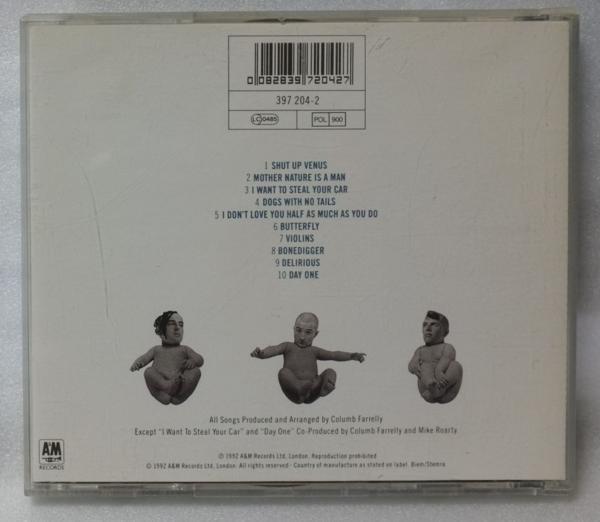 0 082839 720427
397 204-2
LC 0485 POL 900
1 SHUT UP VENUS
2 MOTHER NATURE IS A MAN
3 I WANT TO STEAL YOUR CAR
4 DOGS WITH NO TAILS
5 I DON'T LOVE YOU HALF AS MUCH AS YOU DO
6 BUTTERFLY
7 VIOLINS
8 BONEDIGGER
9 DELIRIOUS
10 DAY ONE
All Songs Produced and Arranged by Columb Farrelly
Except "I Want To Steal Your Car" and "Day One" Co-Produced by Columb Farrelly and Mike Roarty
A&M
RECORDS
℗ 1992 A&M Records Ltd, London. Reproduction prohibited
© 1992 A&M Records Ltd, London. All rights reserved · Country of manufacture as stated on label. Biem/Stemra